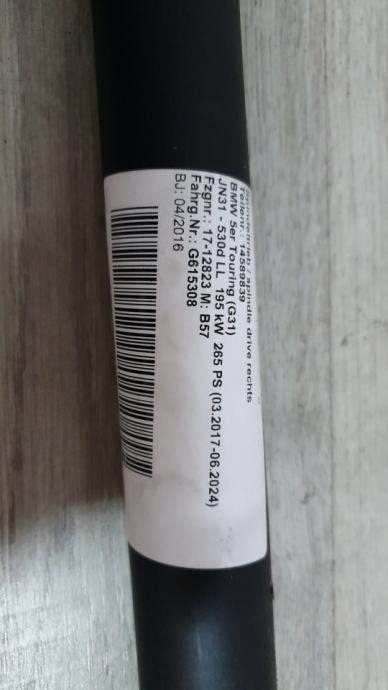 Spindeltrieb / spindle drive rechts
Teilenr.: 14589839
BMW 5er Touring (G31)
JN31 - 530d LL 195 kW 265 PS (03.2017-06.2024)
Fzgnr.: 17-12823 M: B57
Fahrg.Nr.: G615308
BJ: 04/2016